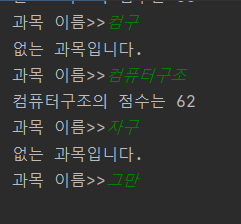 과목 이름>>컴구
없는 과목입니다.
과목 이름>>컴퓨터구조
컴퓨터구조의 점수는 62
과목 이름>>자구
없는 과목입니다.
과목 이름>>그만